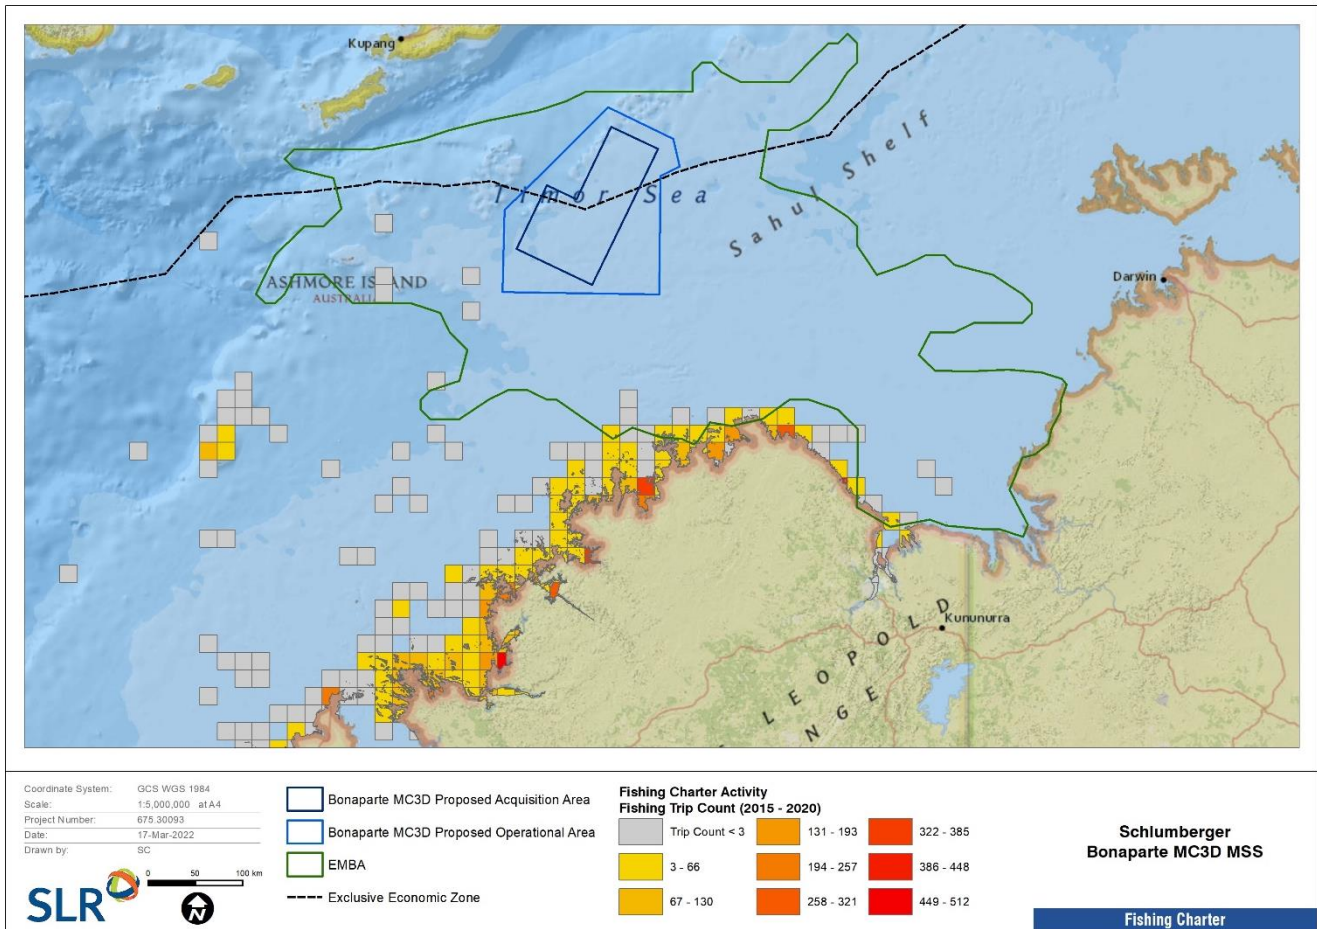 Kupang
Timor Sea
Sahul Shelf
ASHMORE ISLAND
AUSTRALIA
Darwin
Kununurra
LEOPOLD
NGE
Coordinate System: GCS WGS 1984
Scale: 1:5,000,000 at A4
Project Number: 675.30093
Date: 17-Mar-2022
Drawn by: SC
0 50 100 km
SLR
N
Bonaparte MC3D Proposed Acquisition Area
Bonaparte MC3D Proposed Operational Area
EMBA
Exclusive Economic Zone
Fishing Charter Activity
Fishing Trip Count (2015 - 2020)
Trip Count < 3
3 - 66
67 - 130
131 - 193
194 - 257
258 - 321
322 - 385
386 - 448
449 - 512
Schlumberger
Bonaparte MC3D MSS
Fishing Charter